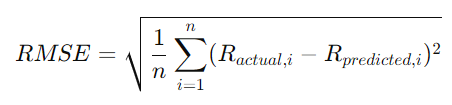 RMSE = \sqrt{\frac{1}{n} \sum_{i=1}^{n} (R_{actual,i} - R_{predicted,i})^2}